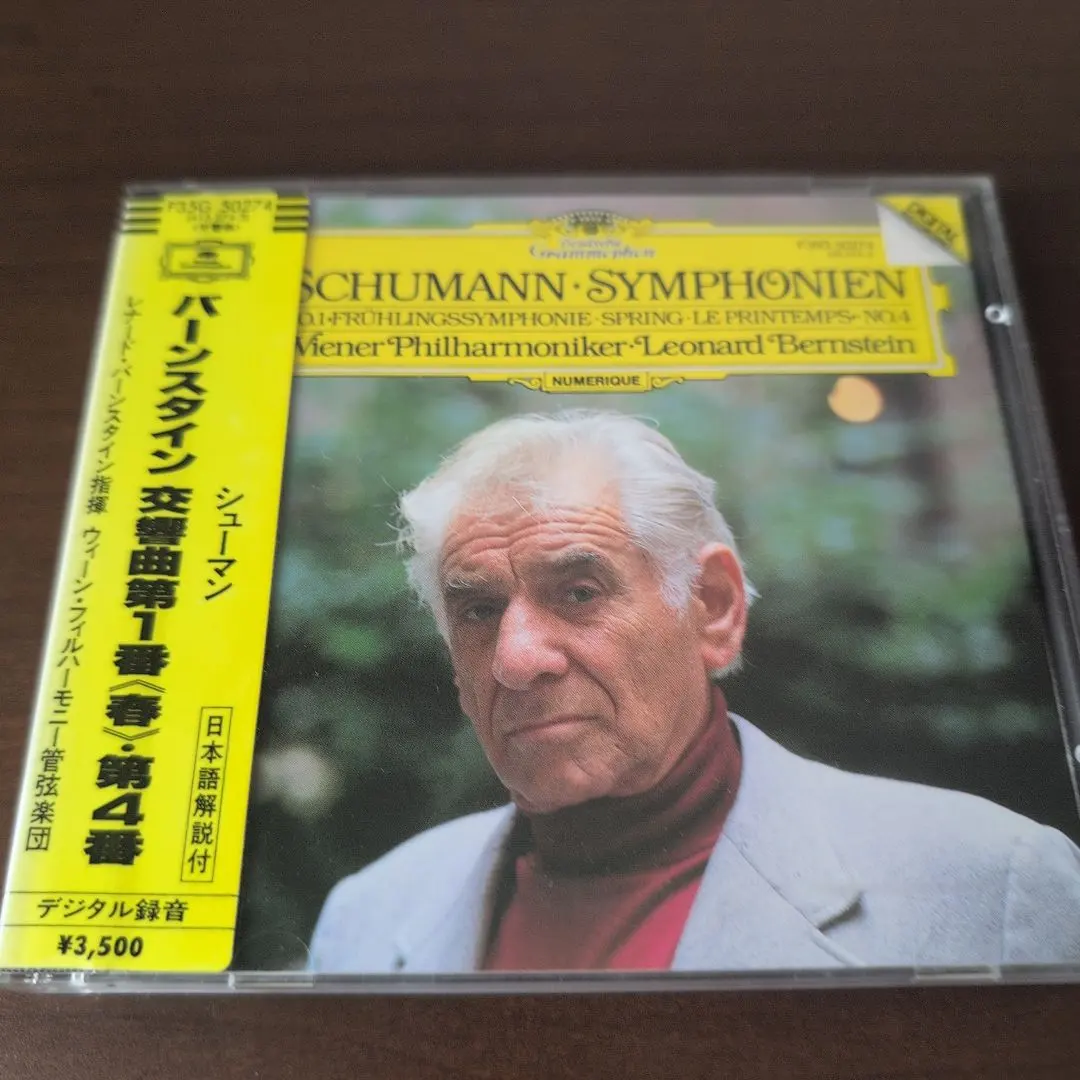 F35G 50274
バーンスタイン 交響曲第1番《春》・第4番
シューマン
レナード・バーンスタイン指揮 ウィーン・フィルハーモニー管弦楽団
日本語解説付
デジタル録音
¥3,500
Deutsche
Grammophon
DIGITAL
SCHUMANN·SYMPHONIEN
O.1·FRÜHLINGSSYMPHONIE·SPRING·LE PRINTEMPS·NO.4
Wiener Philharmoniker·Leonard Bernstein
NUMERIQUE